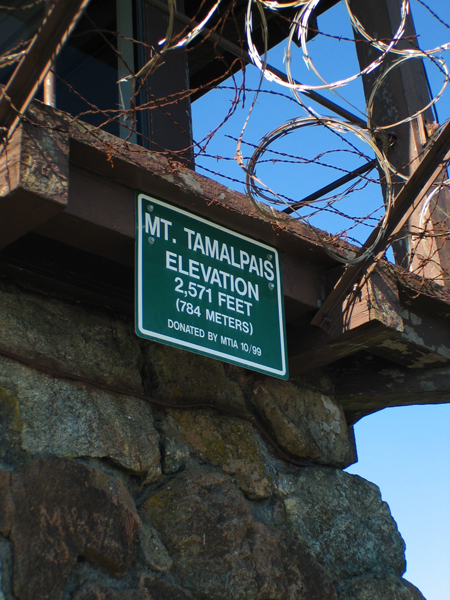 MT. TAMALPAIS
ELEVATION
2,571 FEET
(784 METERS)
DONATED BY MTIA 10/99